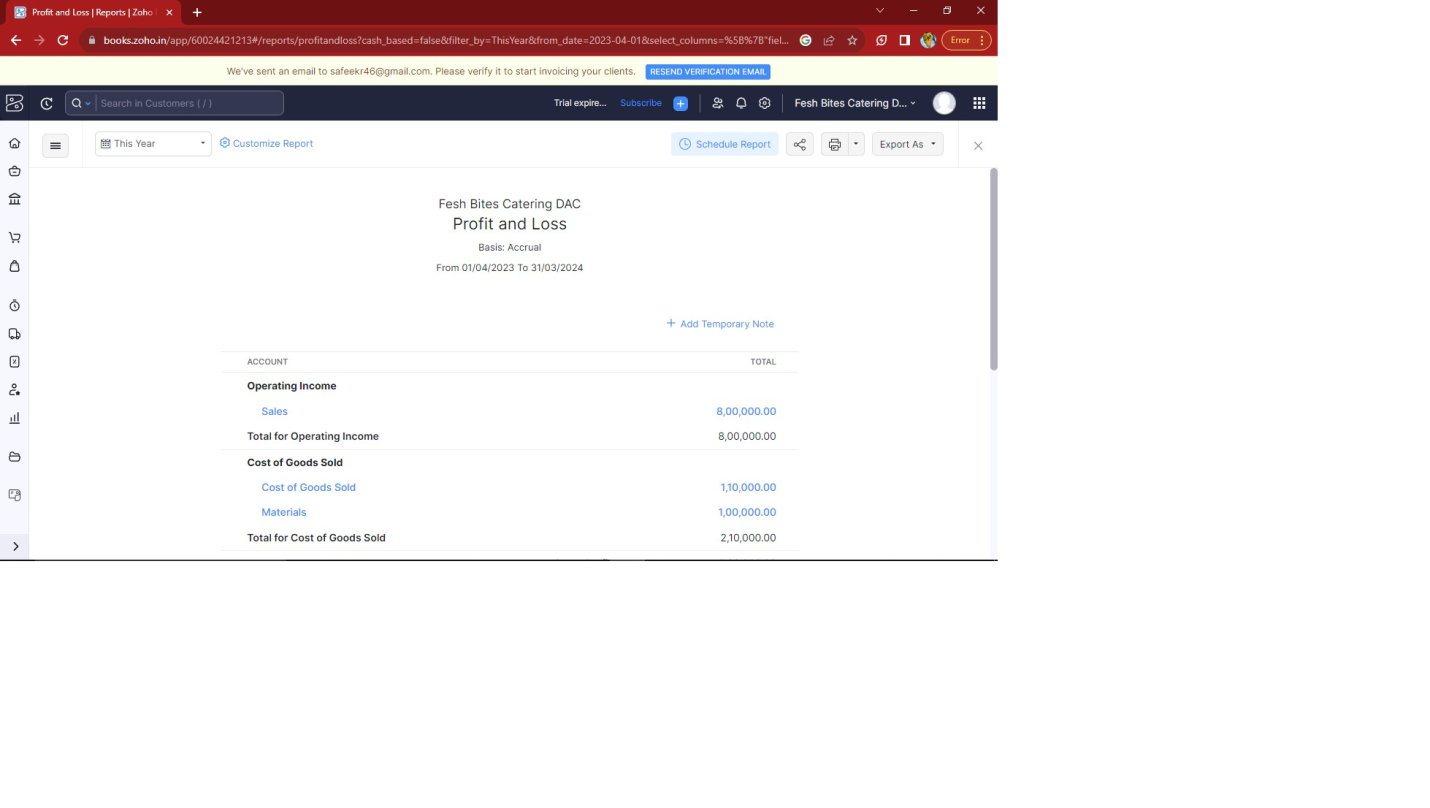 Profit and Loss | Reports | Zoho
books.zoho.in/app/60024421213#/reports/profitandloss?cash_based=false&filter_by=ThisYear&from_date=2023-04-01&select_columns=%5B%7B"fiel...
Error
We've sent an email to safeekr46@gmail.com. Please verify it to start invoicing your clients.
RESEND VERIFICATION EMAIL
Search in Customers ( / )
Trial expire...
Subscribe
Fesh Bites Catering D...
This Year
Customize Report
Schedule Report
Export As
Fesh Bites Catering DAC
Profit and Loss
Basis: Accrual
From 01/04/2023 To 31/03/2024
Add Temporary Note
ACCOUNT TOTAL
Operating Income
Sales 8,00,000.00
Total for Operating Income 8,00,000.00
Cost of Goods Sold
Cost of Goods Sold 1,10,000.00
Materials 1,00,000.00
Total for Cost of Goods Sold 2,10,000.00